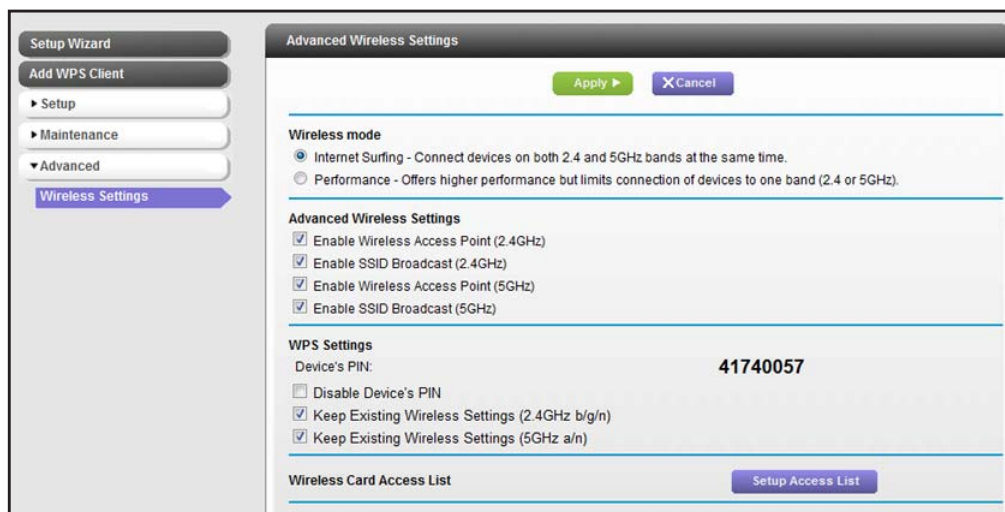 Setup Wizard
Add WPS Client
Setup
Maintenance
Advanced
Wireless Settings
Advanced Wireless Settings
Apply
Cancel
Wireless mode
Internet Surfing - Connect devices on both 2.4 and 5GHz bands at the same time.
Performance - Offers higher performance but limits connection of devices to one band (2.4 or 5GHz).
Advanced Wireless Settings
Enable Wireless Access Point (2.4GHz)
Enable SSID Broadcast (2.4GHz)
Enable Wireless Access Point (5GHz)
Enable SSID Broadcast (5GHz)
WPS Settings
Device's PIN: 41740057
Disable Device's PIN
Keep Existing Wireless Settings (2.4GHz b/g/n)
Keep Existing Wireless Settings (5GHz a/n)
Wireless Card Access List Setup Access List